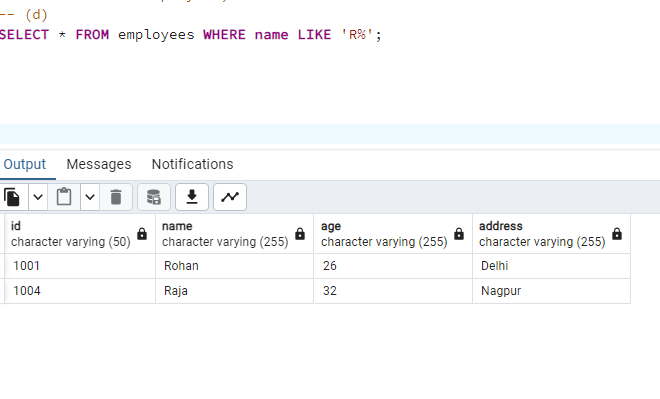 -- (d)
SELECT * FROM employees WHERE name LIKE 'R%';
Output Messages Notifications
id name age address
character varying (50) character varying (255) character varying (255) character varying (255)
1001 Rohan 26 Delhi
1004 Raja 32 Nagpur